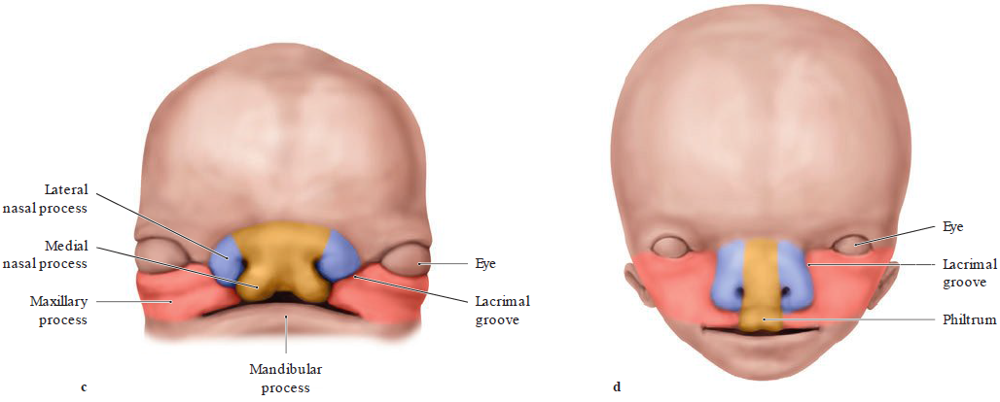 Lateral
nasal process
Medial
nasal process
Maxillary
process
Eye
Lacrimal
groove
Mandibular
process
c
Eye
Lacrimal
groove
Philtrum
d